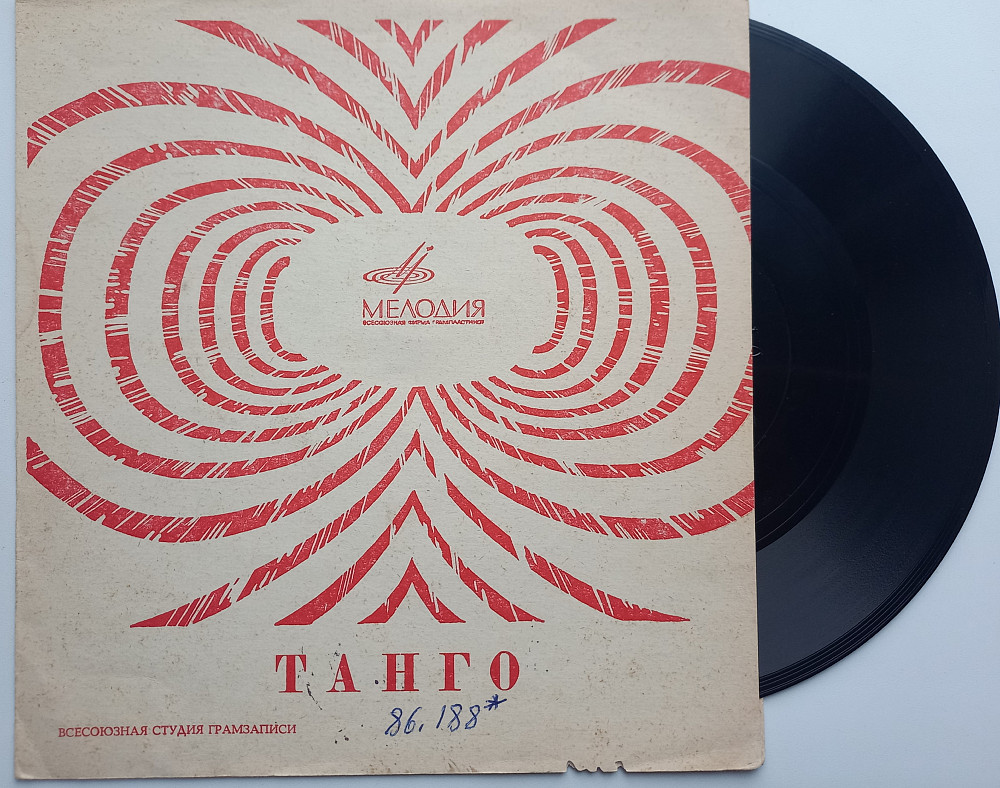 МЕЛОДИЯ
ВСЕСОЮЗНАЯ ФИРМА ГРАМПЛАСТИНОК
ТАНГО
86.188*
ВСЕСОЮЗНАЯ СТУДИЯ ГРАМЗАПИСИ